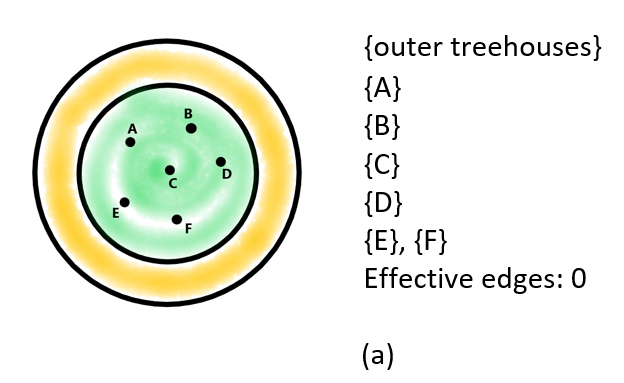 A
B
C
D
E
F
{outer treehouses}
{A}
{B}
{C}
{D}
{E}, {F}
Effective edges: 0
(a)